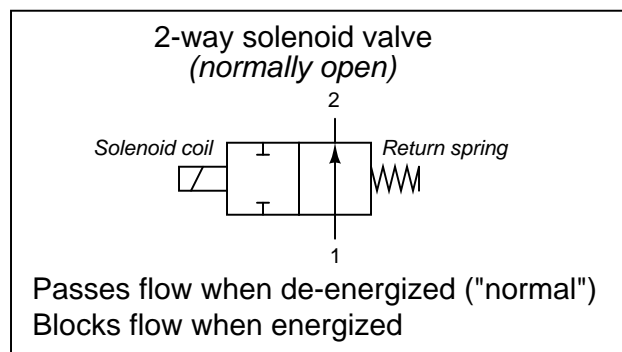 2-way solenoid valve
(normally open)
2
Solenoid coil
Return spring
1
Passes flow when de-energized ("normal")
Blocks flow when energized